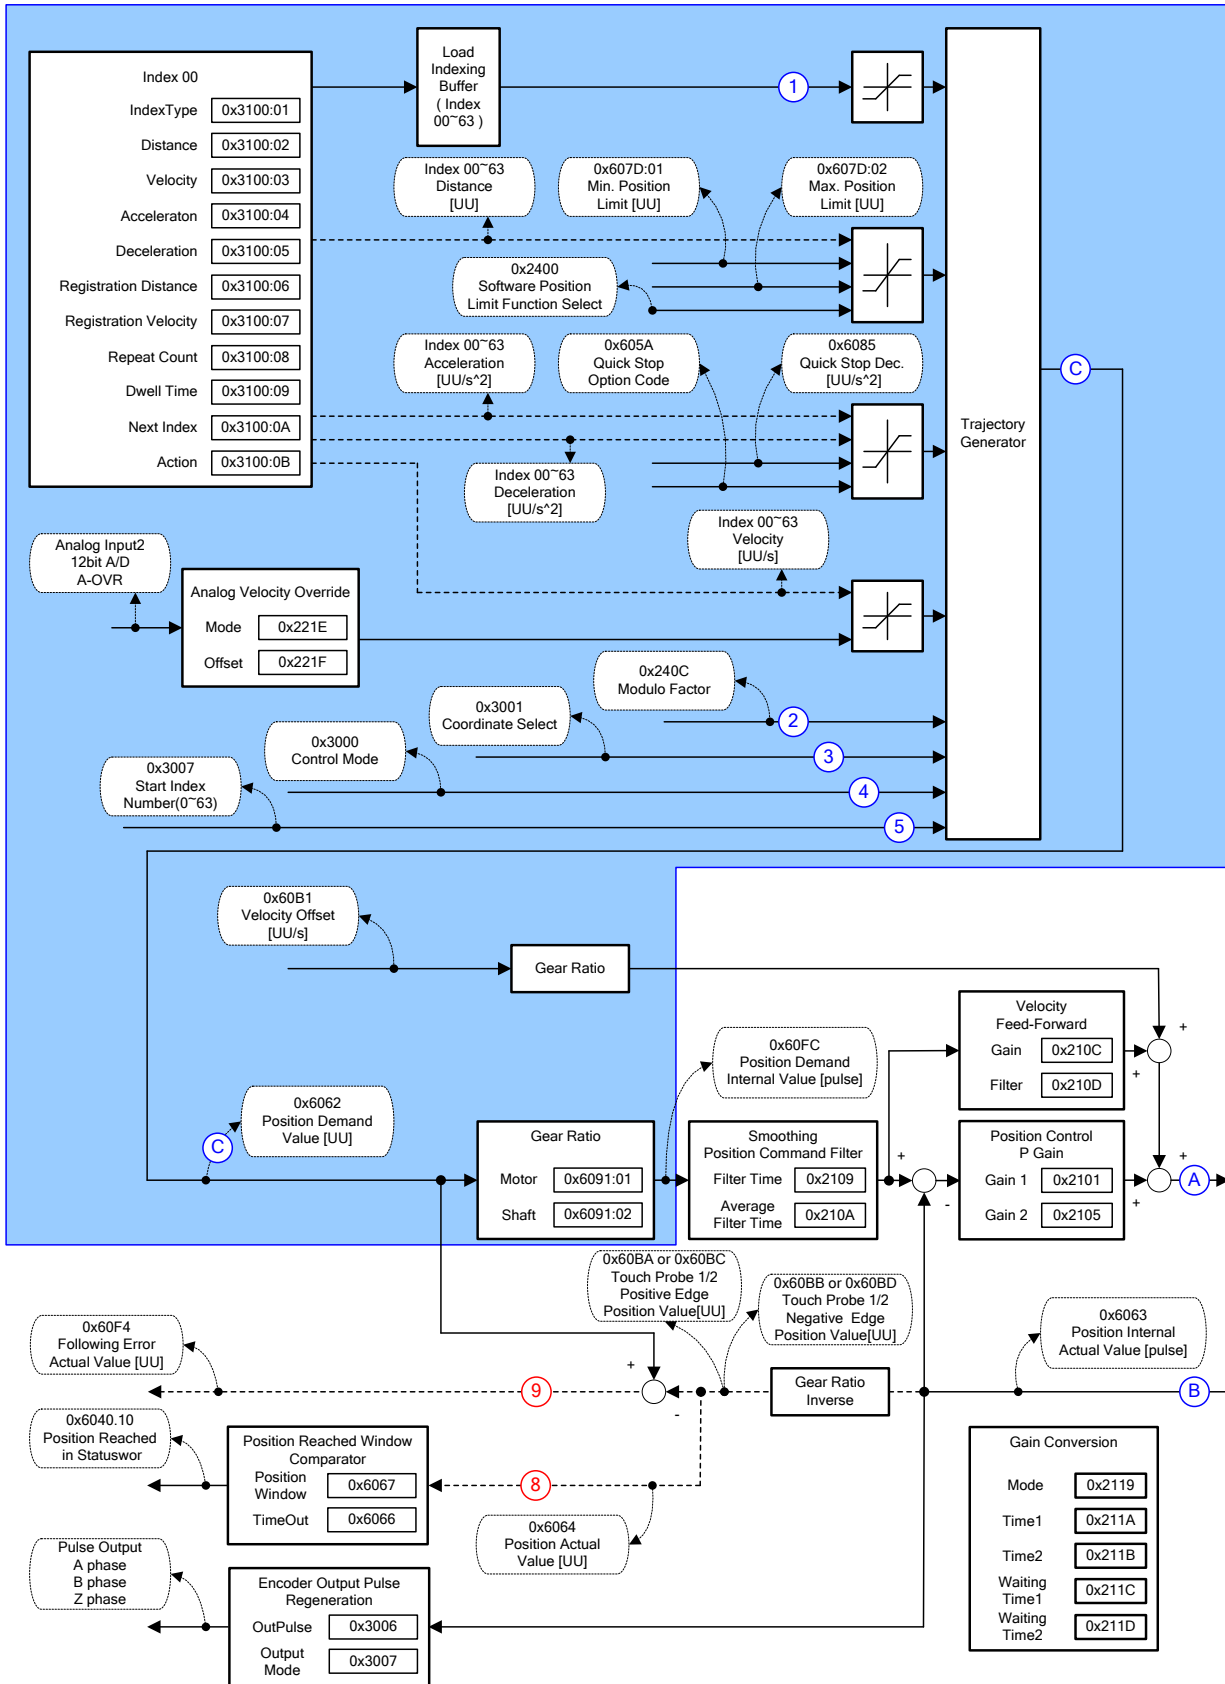 Index 00
IndexType 0x3100:01
Distance 0x3100:02
Velocity 0x3100:03
Acceleraton 0x3100:04
Deceleration 0x3100:05
Registration Distance 0x3100:06
Registration Velocity 0x3100:07
Repeat Count 0x3100:08
Dwell Time 0x3100:09
Next Index 0x3100:0A
Action 0x3100:0B
Load
Indexing
Buffer
( Index
00~63 )
1
Index 00~63
Distance
[UU]
0x607D:01
Min. Position
Limit [UU]
0x607D:02
Max. Position
Limit [UU]
0x2400
Software Position
Limit Function Select
Index 00~63
Acceleration
[UU/s^2]
0x605A
Quick Stop
Option Code
0x6085
Quick Stop Dec.
[UU/s^2]
Index 00~63
Deceleration
[UU/s^2]
Index 00~63
Velocity
[UU/s]
Trajectory
Generator
C
Analog Input2
12bit A/D
A-OVR
Analog Velocity Override
Mode 0x221E
Offset 0x221F
0x240C
Modulo Factor
2
0x3001
Coordinate Select
3
0x3000
Control Mode
4
0x3007
Start Index
Number(0~63)
5
0x60B1
Velocity Offset
[UU/s]
Gear Ratio
Velocity
Feed-Forward
Gain 0x210C
Filter 0x210D
+
+
0x60FC
Position Demand
Internal Value [pulse]
0x6062
Position Demand
Value [UU]
C
Gear Ratio
Motor 0x6091:01
Shaft 0x6091:02
Smoothing
Position Command Filter
Filter Time 0x2109
Average
Filter Time 0x210A
+
-
Position Control
P Gain
Gain 1 0x2101
Gain 2 0x2105
+
+
A
0x60BA or 0x60BC
Touch Probe 1/2
Positive Edge
Position Value[UU]
0x60BB or 0x60BD
Touch Probe 1/2
Negative Edge
Position Value[UU]
0x6063
Position Internal
Actual Value [pulse]
0x60F4
Following Error
Actual Value [UU]
9
+
-
Gear Ratio
Inverse
B
0x6040.10
Position Reached
in Statuswor
Position Reached Window
Comparator
Position
Window 0x6067
TimeOut 0x6066
8
0x6064
Position Actual
Value [UU]
Pulse Output
A phase
B phase
Z phase
Encoder Output Pulse
Regeneration
OutPulse 0x3006
Output
Mode 0x3007
Gain Conversion
Mode 0x2119
Time1 0x211A
Time2 0x211B
Waiting
Time1 0x211C
Waiting
Time2 0x211D